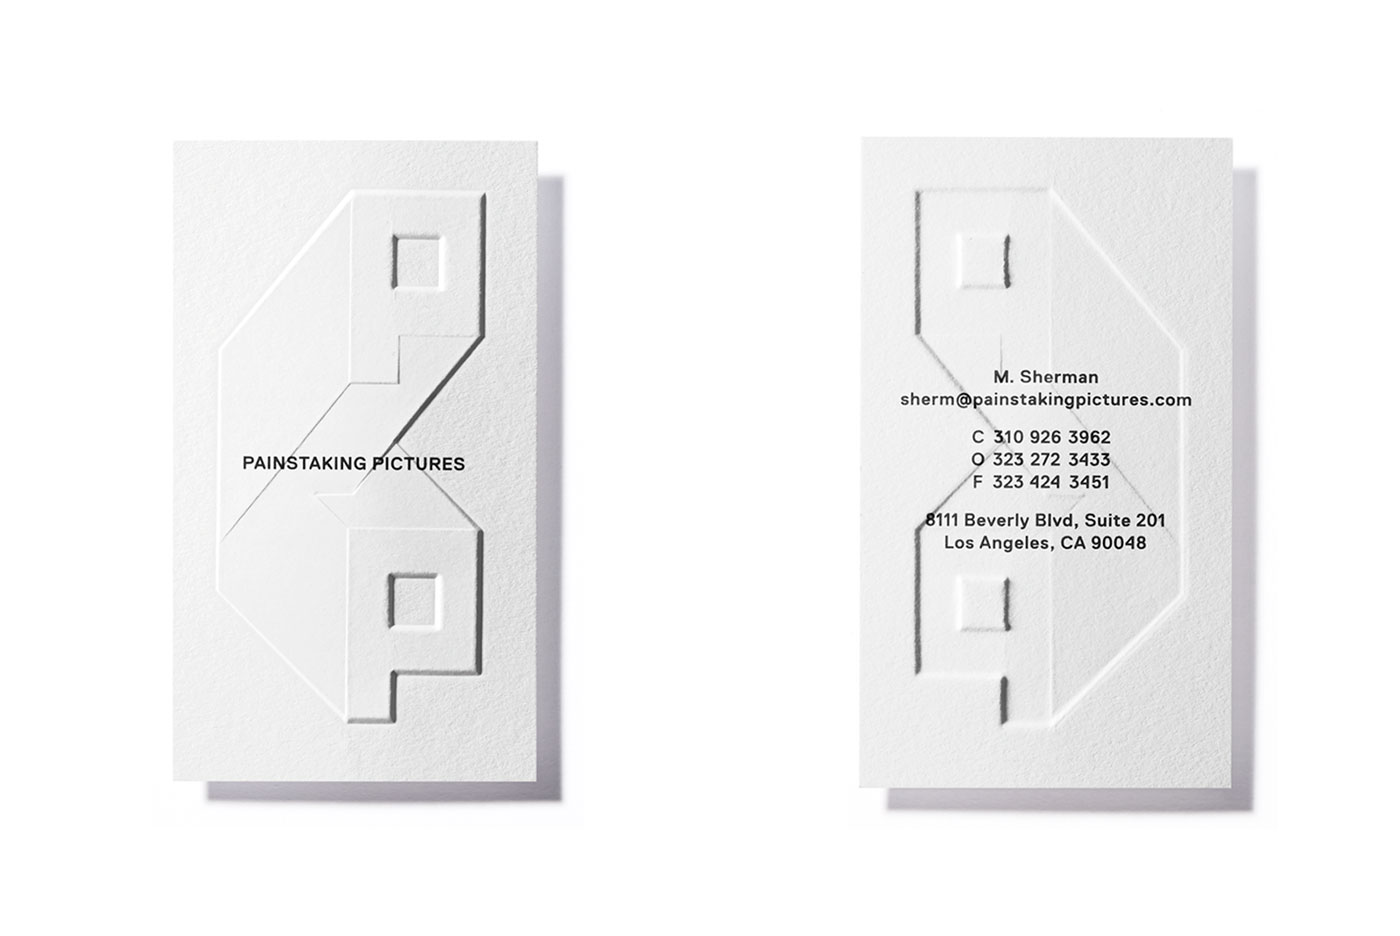 PAINSTAKING PICTURES
M. Sherman
sherm@painstakingpictures.com
C 310 926 3962
O 323 272 3433
F 323 424 3451
8111 Beverly Blvd, Suite 201
Los Angeles, CA 90048